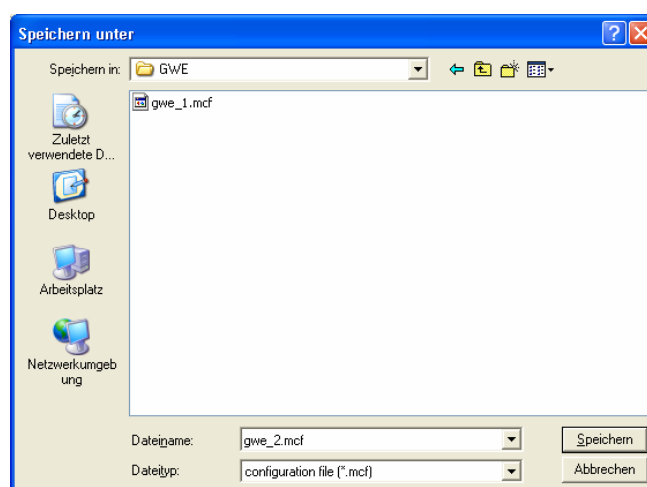 Speichern unter
Speichern in: GWE
gwe_1.mcf
Zuletzt
verwendete D...
Desktop
Arbeitsplatz
Netzwerkumgeb
ung
Dateiname: gwe_2.mcf Speichern
Dateityp: configuration file (*.mcf) Abbrechen